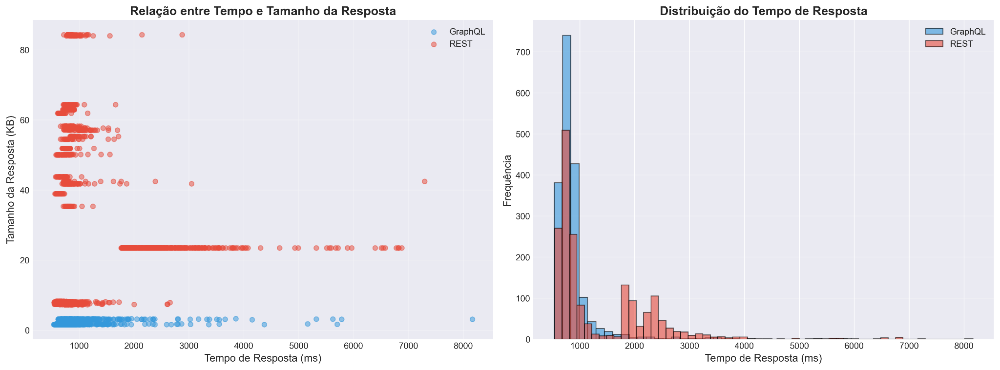 Relação entre Tempo e Tamanho da Resposta
GraphQL
REST
80
60
40
20
0
Tamanho da Resposta (KB)
1000 2000 3000 4000 5000 6000 7000 8000
Tempo de Resposta (ms)
Distribuição do Tempo de Resposta
GraphQL
REST
700
600
500
400
300
200
100
0
Frequência
1000 2000 3000 4000 5000 6000 7000 8000
Tempo de Resposta (ms)